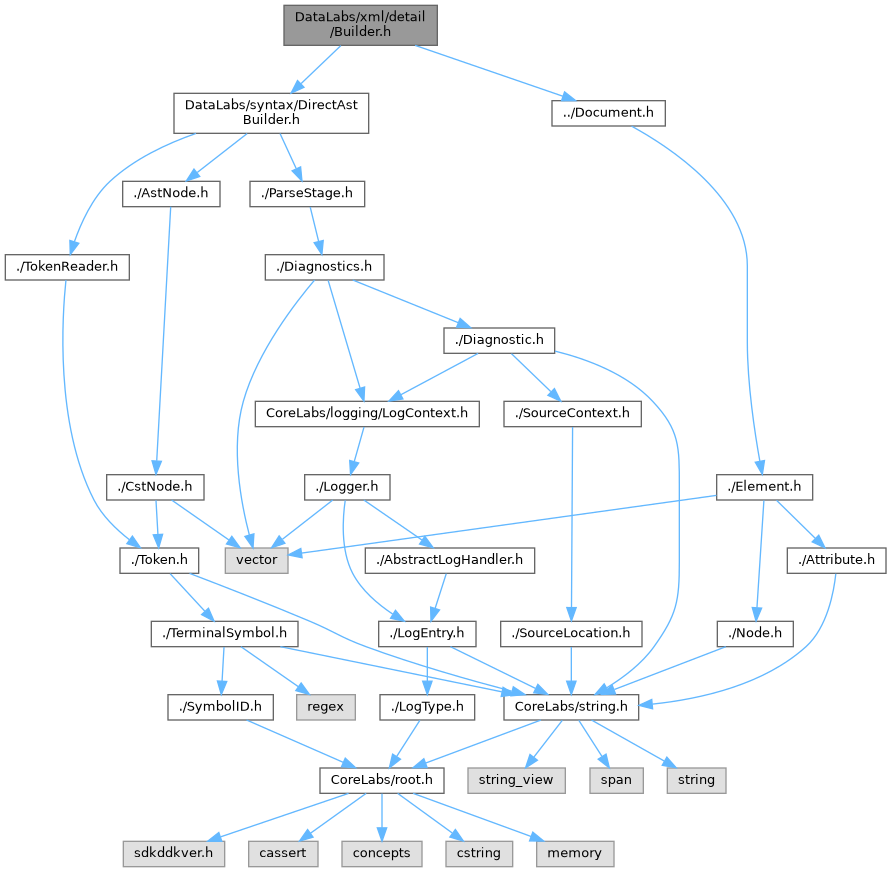 DataLabs/xml/detail
/Builder.h
DataLabs/syntax/DirectAst
Builder.h
../Document.h
./AstNode.h
./ParseStage.h
./TokenReader.h
./Diagnostics.h
./Diagnostic.h
CoreLabs/logging/LogContext.h
./SourceContext.h
./CstNode.h
./Logger.h
./Element.h
./Token.h
vector
./AbstractLogHandler.h
./Attribute.h
./TerminalSymbol.h
./LogEntry.h
./SourceLocation.h
./Node.h
./SymbolID.h
regex
./LogType.h
CoreLabs/string.h
CoreLabs/root.h
string_view
span
string
sdkddkver.h
cassert
concepts
cstring
memory